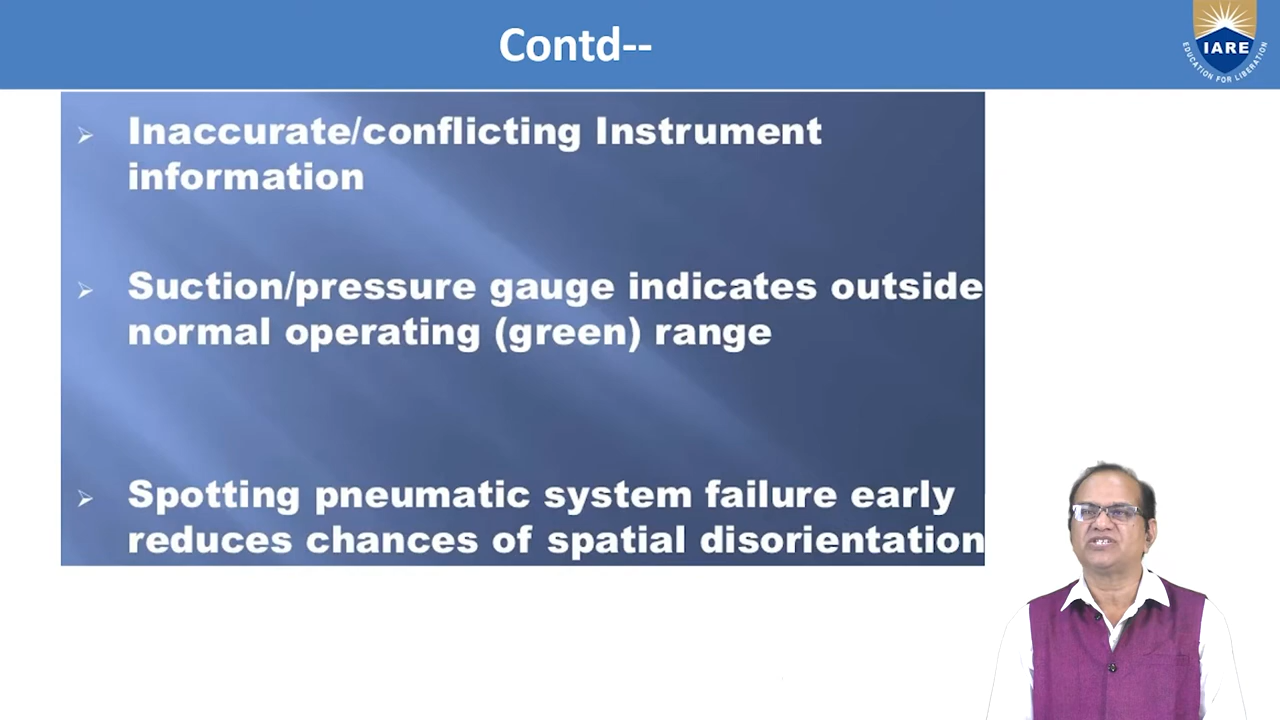 Contd--
IARE
EDUCATION FOR LIBERATION
Inaccurate/conflicting Instrument
information
Suction/pressure gauge indicates outside
normal operating (green) range
Spotting pneumatic system failure early
reduces chances of spatial disorientation